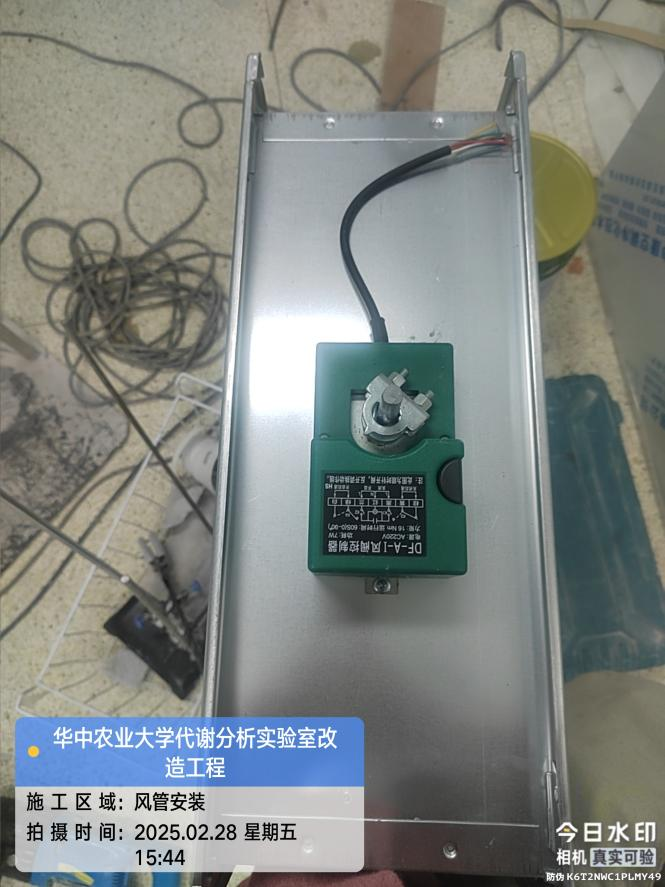 DF-A-I风阀控制器
电源: AC220V 功耗: 7W
力矩: 16 Nm 运行时间: 60S(0-90°)
华中农业大学代谢分析实验室改
造工程
施工区域: 风管安装
拍摄时间: 2025.02.28 星期五
15:44
今日水印
相机 真实可验
防伪 K6T2NWC1PLMY49